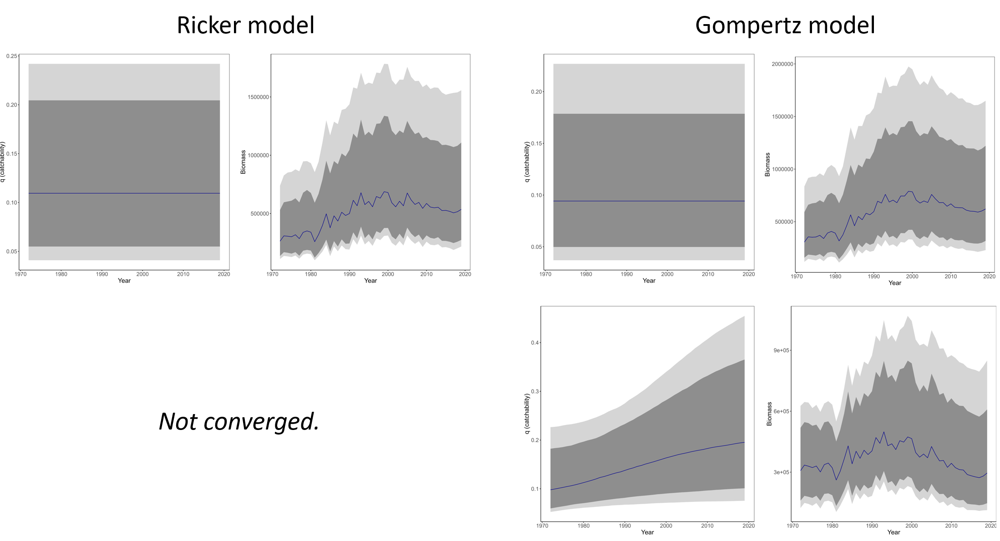 Ricker model
Gompertz model
0.25
0.20
0.15
0.10
0.05
q (catchability)
1970 1980 1990 2000 2010 2020
Year
1500000
1000000
500000
Biomass
1970 1980 1990 2000 2010 2020
Year
0.20
0.15
0.10
0.05
q (catchability)
1970 1980 1990 2000 2010 2020
Year
2000000
1500000
1000000
500000
Biomass
1970 1980 1990 2000 2010 2020
Year
Not converged.
0.4
0.3
0.2
0.1
q (catchability)
1970 1980 1990 2000 2010 2020
Year
9e+05
6e+05
3e+05
Biomass
1970 1980 1990 2000 2010 2020
Year